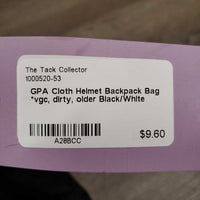 The Tack Collector
1000520-53
GPA Cloth Helmet Backpack Bag
*vgc, dirty, older Black/White
$9.60
A28BCC